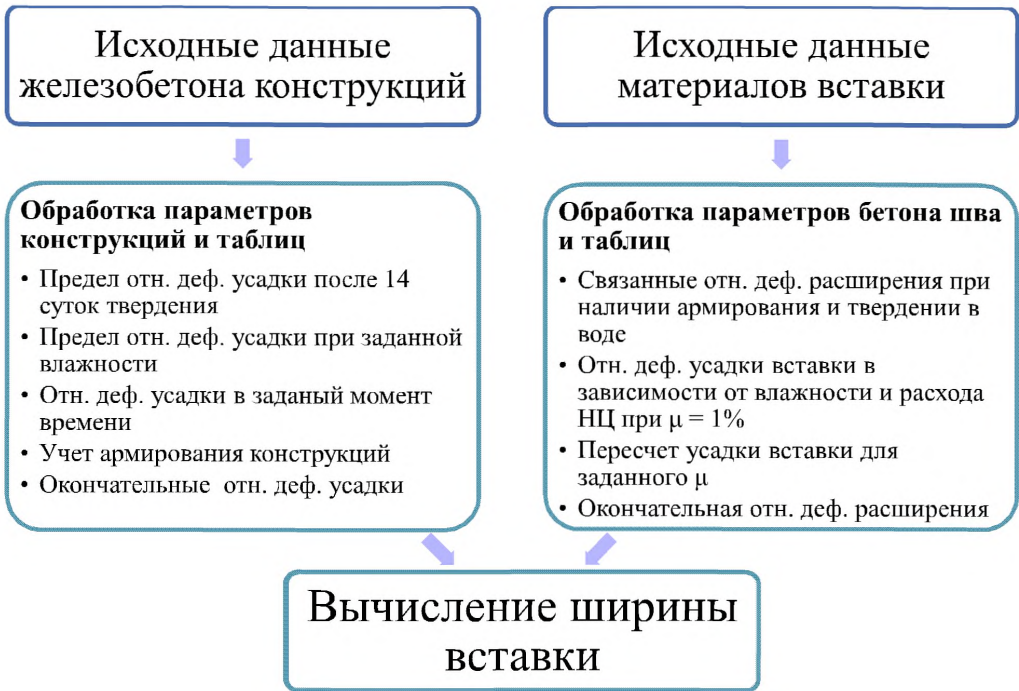 Исходные данные
железобетона конструкций
Исходные данные
материалов вставки
Обработка параметров
конструкций и таблиц
• Предел отн. деф. усадки после 14
суток твердения
• Предел отн. деф. усадки при заданной
влажности
• Отн. деф. усадки в заданый момент
времени
• Учет армирования конструкций
• Окончательные отн. деф. усадки
Обработка параметров бетона шва
и таблиц
• Связанные отн. деф. расширения при
наличии армирования и твердении в
воде
• Отн. деф. усадки вставки в
зависимости от влажности и расхода
НЦ при μ = 1%
• Пересчет усадки вставки для
заданного μ
• Окончательная отн. деф. расширения
Вычисление ширины
вставки